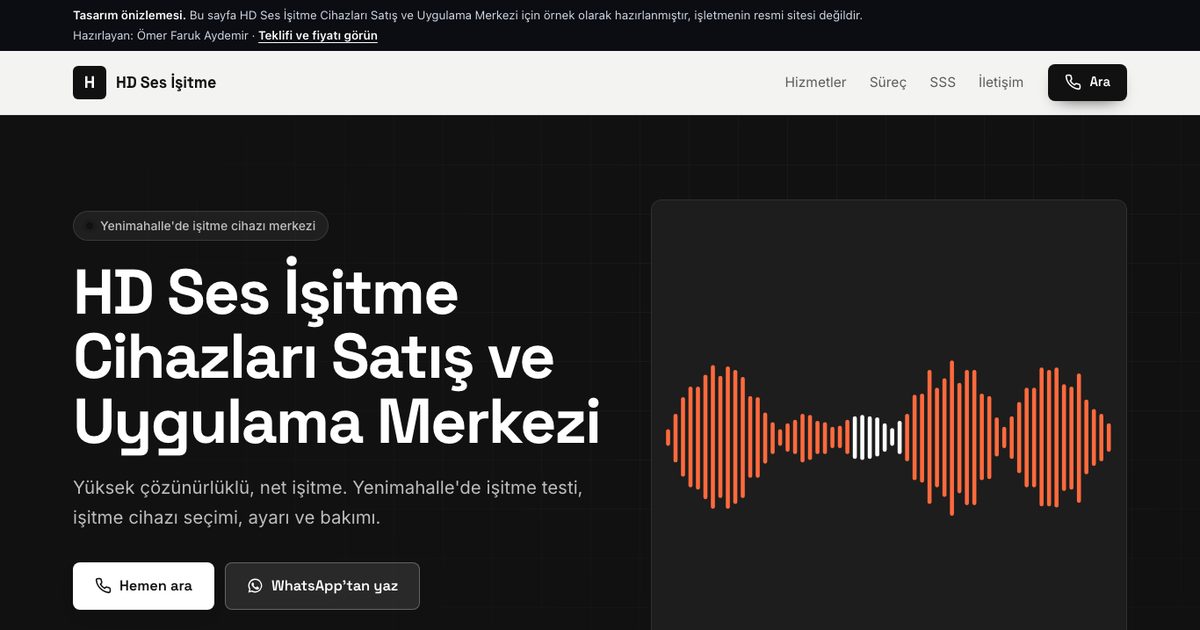 Tasarım önizlemesi. Bu sayfa HD Ses İşitme Cihazları Satış ve Uygulama Merkezi için örnek olarak hazırlanmıştır, işletmenin resmi sitesi değildir.
Hazırlayan: Ömer Faruk Aydemir · Teklifi ve fiyatı görün
H HD Ses İşitme Hizmetler Süreç SSS İletişim Ara
Yenimahalle'de işitme cihazı merkezi
HD Ses İşitme
Cihazları Satış ve
Uygulama Merkezi
Yüksek çözünürlüklü, net işitme. Yenimahalle'de işitme testi,
işitme cihazı seçimi, ayarı ve bakımı.
Hemen ara WhatsApp'tan yaz